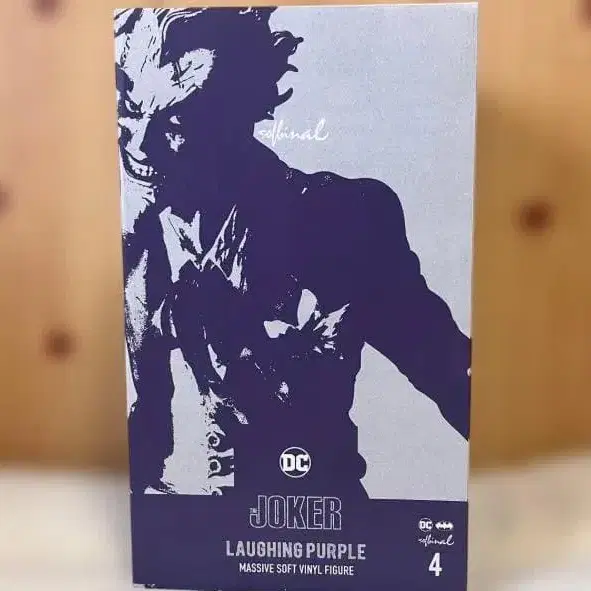 sofbinal
DC
THE JOKER
LAUGHING PURPLE
MASSIVE SOFT VINYL FIGURE
DC
sofbinal
4